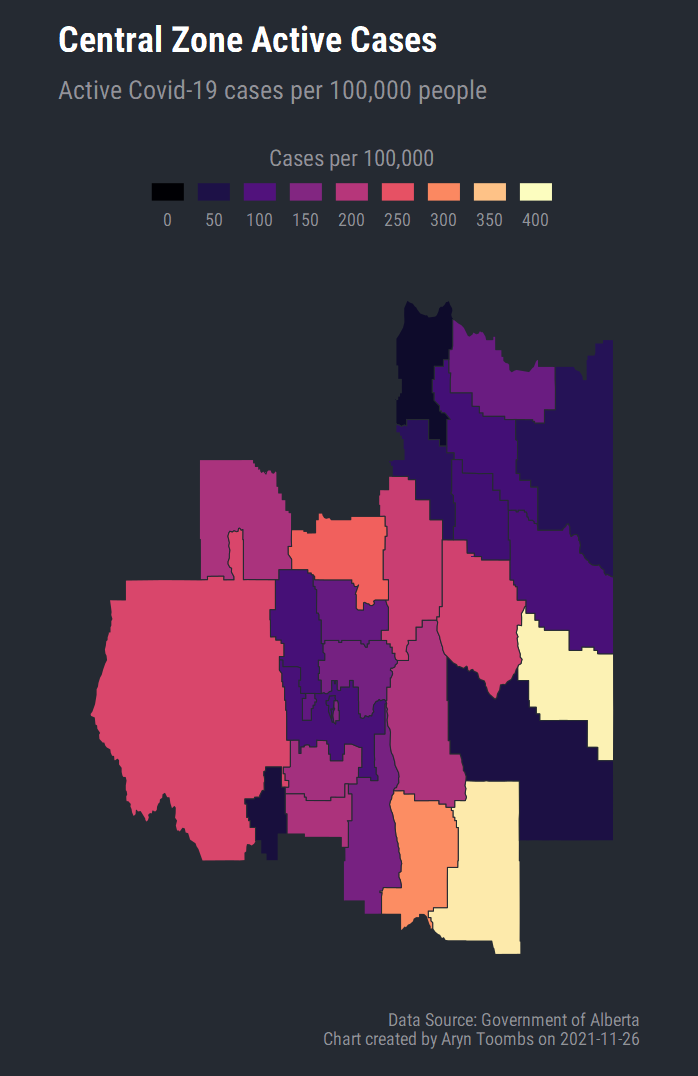 Central Zone Active Cases
Active Covid-19 cases per 100,000 people
Cases per 100,000
0 50 100 150 200 250 300 350 400
Data Source: Government of Alberta
Chart created by Aryn Toombs on 2021-11-26